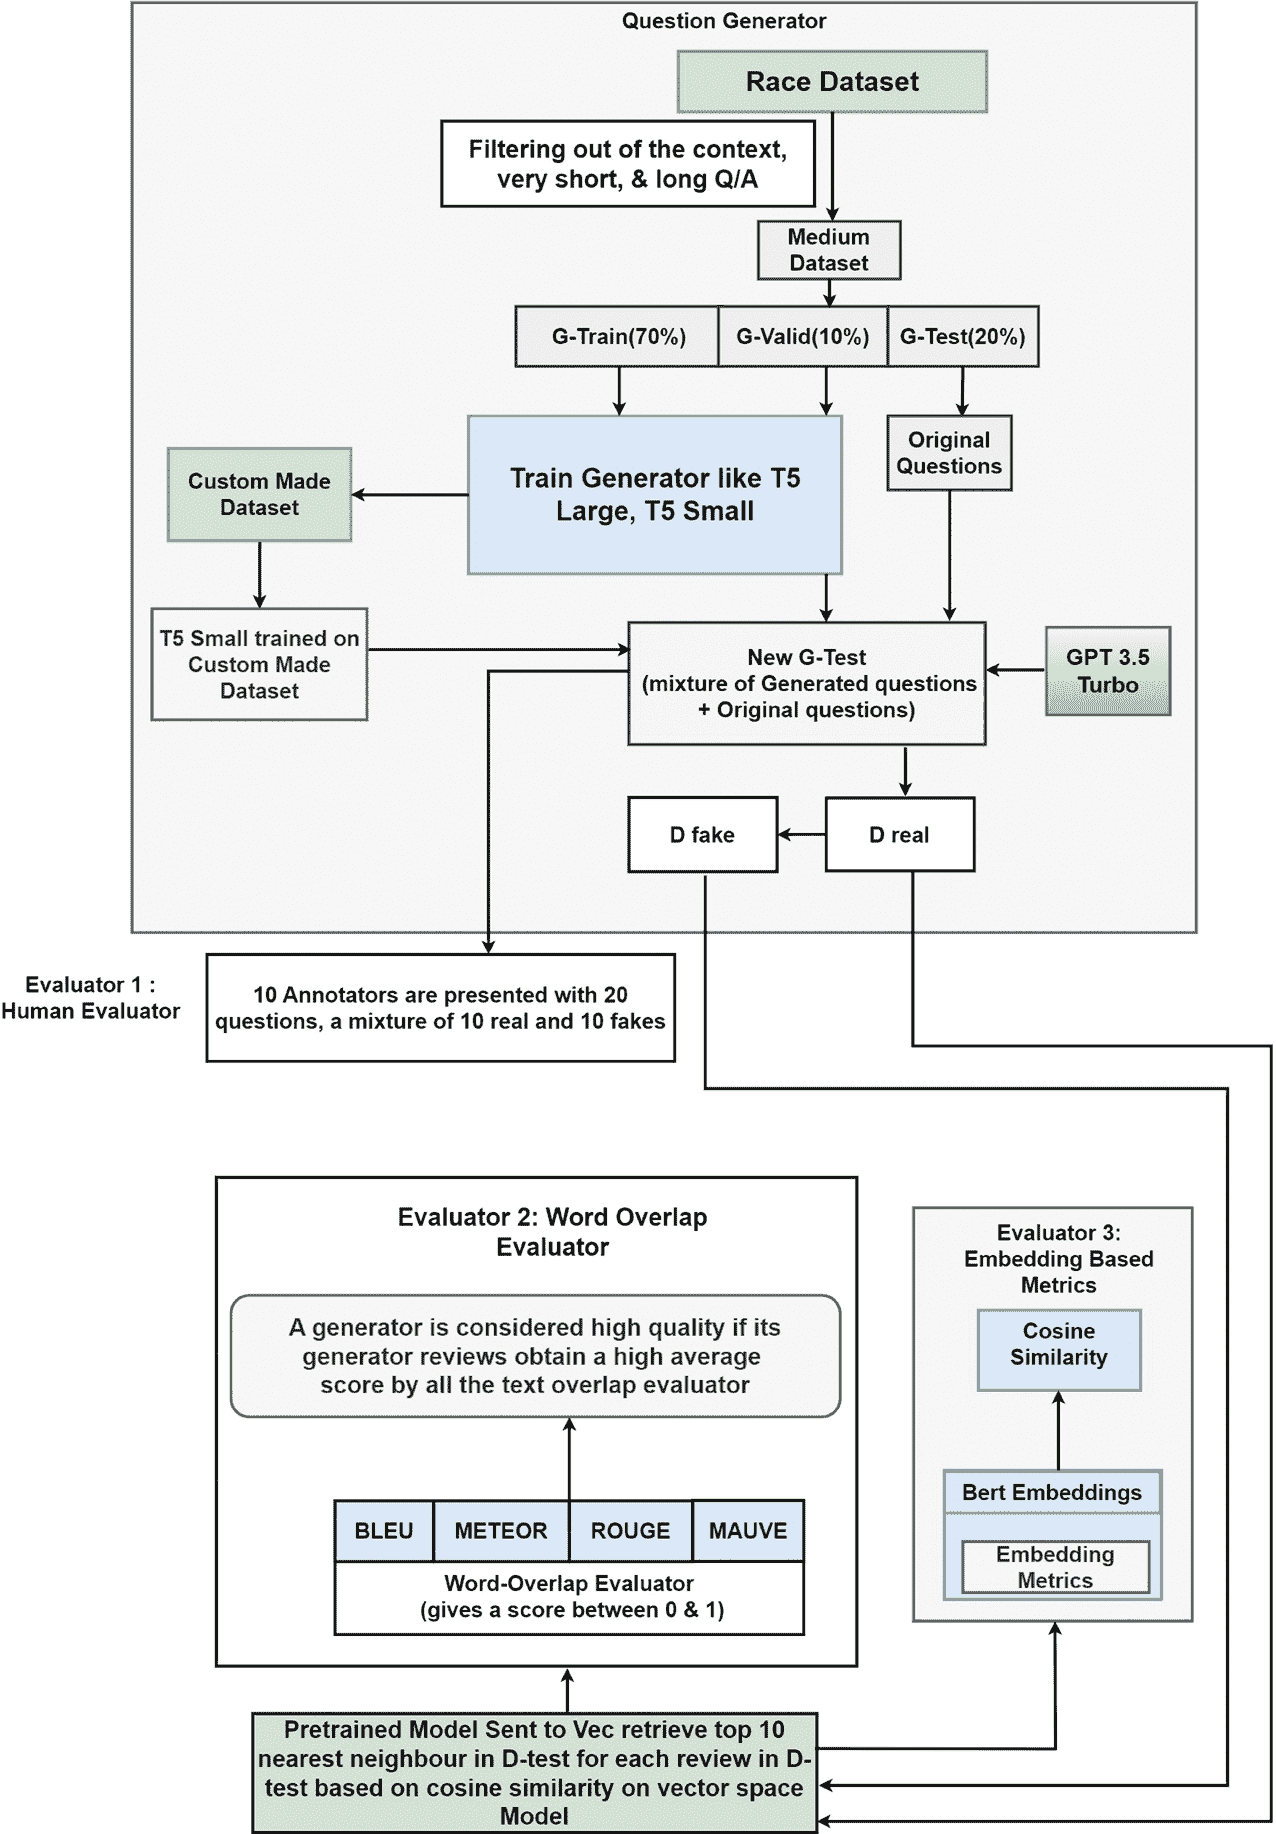 Question Generator
Race Dataset
Filtering out of the context,
very short, & long Q/A
Medium
Dataset
G-Train(70%)
G-Valid(10%)
G-Test(20%)
Original
Questions
Train Generator like T5
Large, T5 Small
Custom Made
Dataset
T5 Small trained on
Custom Made
Dataset
New G-Test
(mixture of Generated questions
+ Original questions)
GPT 3.5
Turbo
D fake
D real
Evaluator 1 :
Human Evaluator
10 Annotators are presented with 20
questions, a mixture of 10 real and 10 fakes
Evaluator 2: Word Overlap
Evaluator
A generator is considered high quality if its
generator reviews obtain a high average
score by all the text overlap evaluator
BLEU
METEOR
ROUGE
MAUVE
Word-Overlap Evaluator
(gives a score between 0 & 1)
Evaluator 3:
Embedding Based
Metrics
Cosine
Similarity
Bert Embeddings
Embedding
Metrics
Pretrained Model Sent to Vec retrieve top 10
nearest neighbour in D-test for each review in D-
test based on cosine similarity on vector space
Model